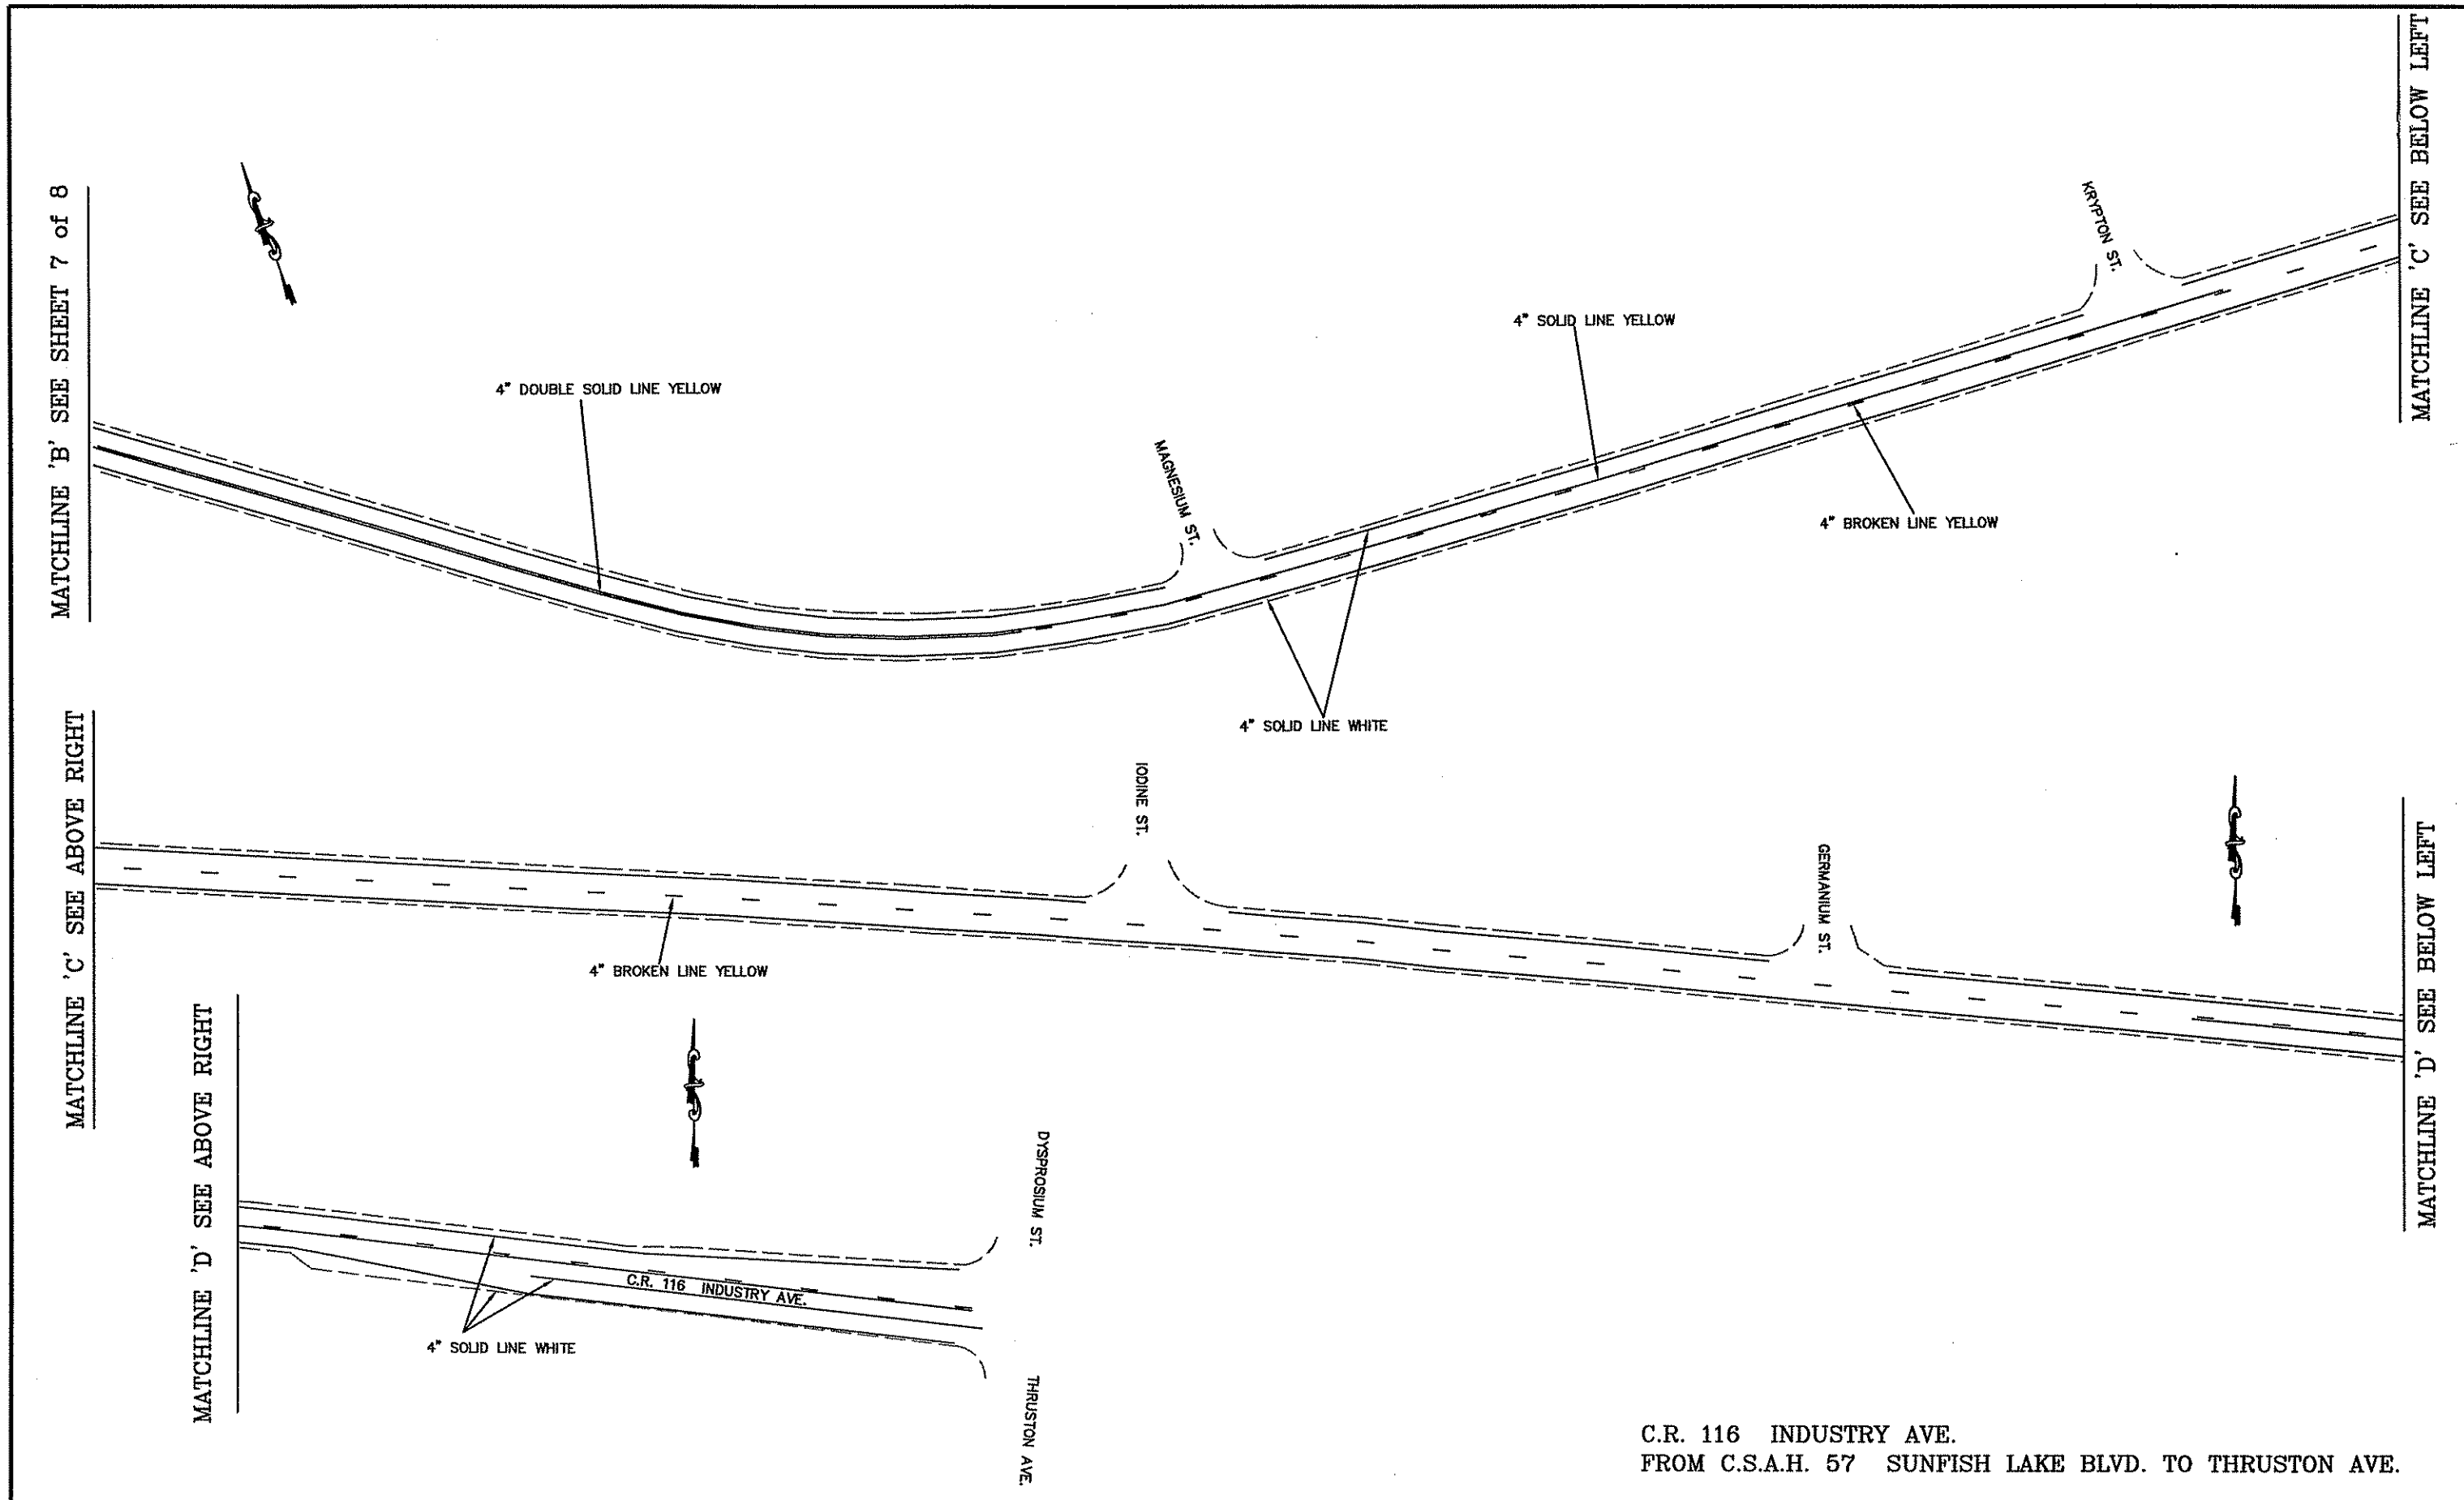 MATCHLINE 'B' SEE SHEET 7 of 8
4" DOUBLE SOLID LINE YELLOW
MAGNESIUM ST.
4" SOLID LINE YELLOW
KRYPTON ST.
4" BROKEN LINE YELLOW
4" SOLID LINE WHITE
MATCHLINE 'C' SEE BELOW LEFT
MATCHLINE 'C' SEE ABOVE RIGHT
4" BROKEN LINE YELLOW
IODINE ST.
GERMANIUM ST.
MATCHLINE 'D' SEE BELOW LEFT
MATCHLINE 'D' SEE ABOVE RIGHT
DYSPROSIUM ST.
C.R. 116 INDUSTRY AVE.
4" SOLID LINE WHITE
THRUSTON AVE.
C.R. 116 INDUSTRY AVE.
FROM C.S.A.H. 57 SUNFISH LAKE BLVD. TO THRUSTON AVE.